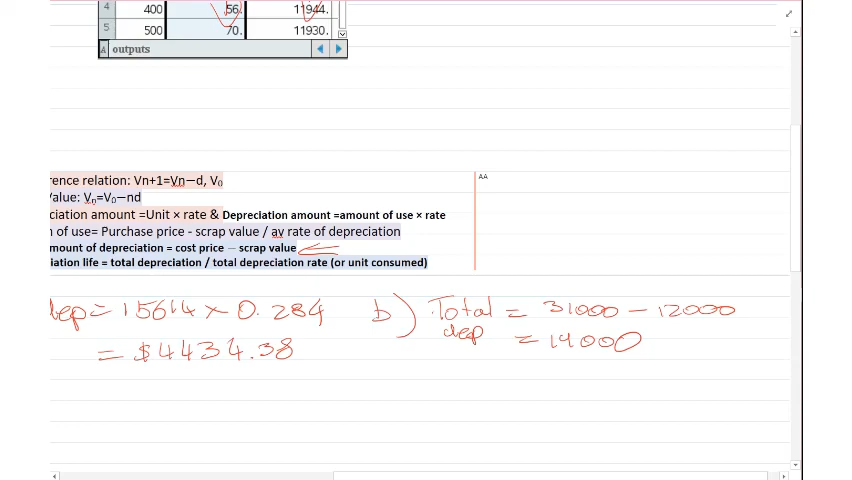 4 400 56. 11944.
5 500 70. 11930.
A outputs
rence relation: Vn+1=Vn−d, V₀
Value: Vn=V₀−nd
ciation amount =Unit × rate & Depreciation amount =amount of use × rate
n of use= Purchase price - scrap value / av rate of depreciation
mount of depreciation = cost price – scrap value
iation life = total depreciation / total depreciation rate (or unit consumed)
AA
dep = 15614 × 0.284
= $4434.38
b) Total dep = 31000 − 12000
= 19000